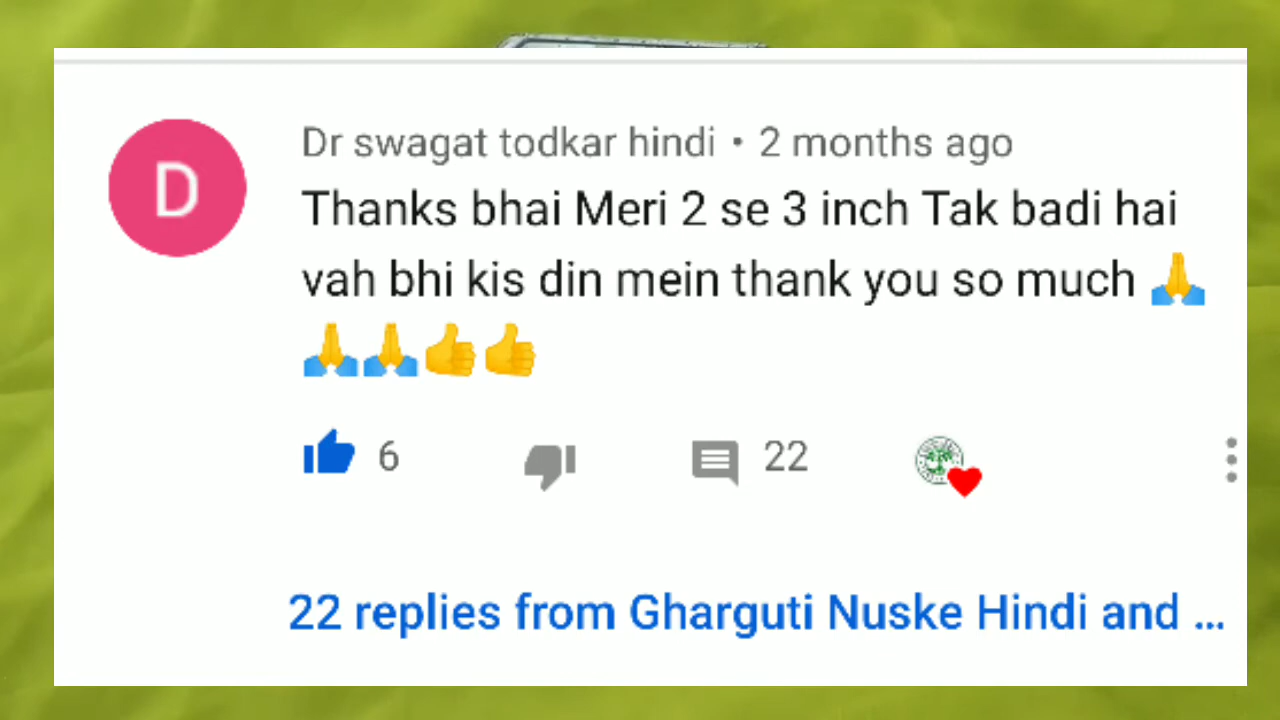 D
Dr swagat todkar hindi • 2 months ago
Thanks bhai Meri 2 se 3 inch Tak badi hai
vah bhi kis din mein thank you so much 🙏
🙏🙏👍👍
6
22
22 replies from Gharguti Nuske Hindi and ...